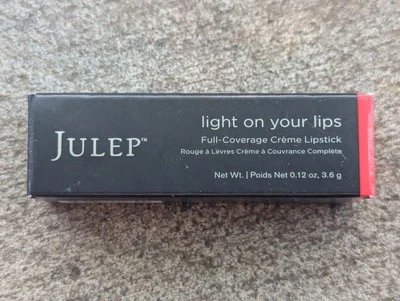 JULEP™
light on your lips
Full-Coverage Crème Lipstick
Rouge à Lèvres Crème à Couvrance Complète
Net Wt. | Poids Net 0.12 oz, 3.6 g